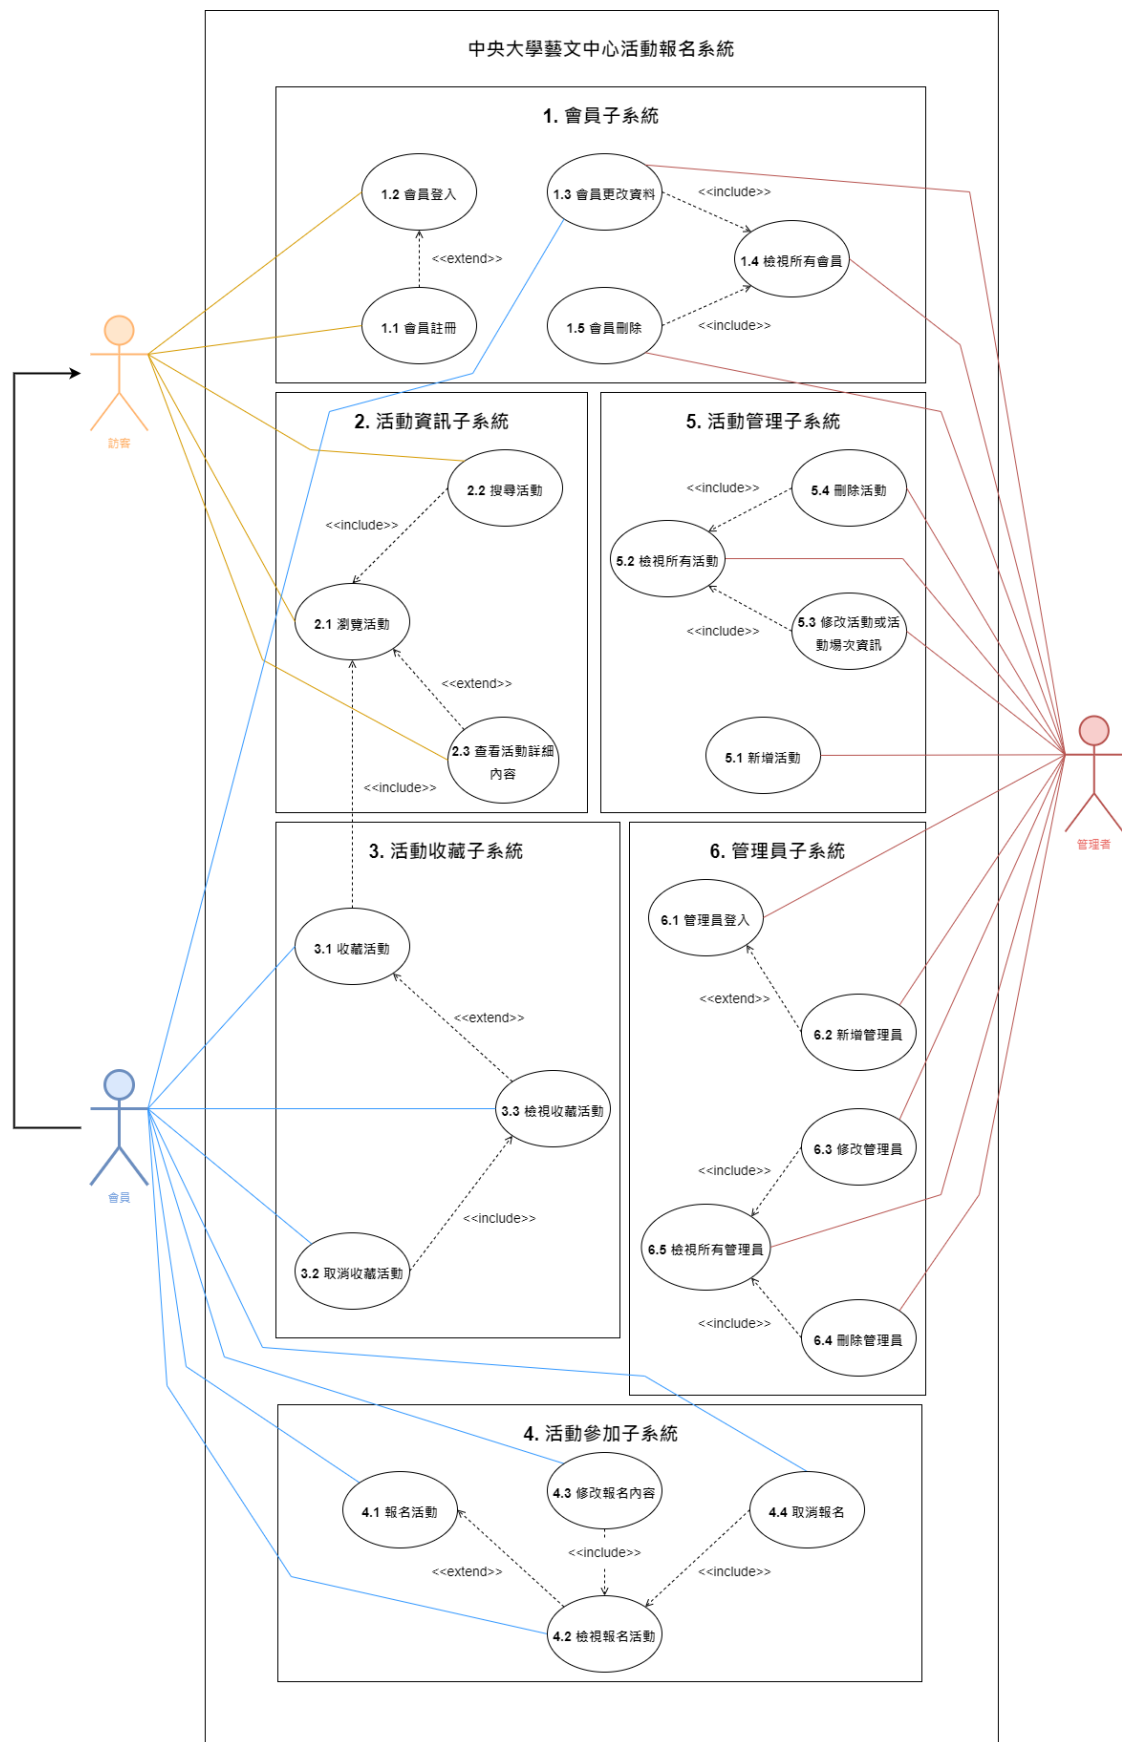 中央大學藝文中心活動報名系統
1. 會員子系統
1.2 會員登入
1.3 會員更改資料
<<include>>
1.4 檢視所有會員
<<extend>>
1.1 會員註冊
1.5 會員刪除
<<include>>
訪客
2. 活動資訊子系統
2.2 搜尋活動
<<include>>
2.1 瀏覽活動
<<extend>>
2.3 查看活動詳細
內容
<<include>>
5. 活動管理子系統
<<include>>
5.4 刪除活動
5.2 檢視所有活動
<<include>>
5.3 修改活動或活
動場次資訊
5.1 新增活動
管理者
3. 活動收藏子系統
3.1 收藏活動
<<extend>>
3.3 檢視收藏活動
<<include>>
3.2 取消收藏活動
會員
6. 管理員子系統
6.1 管理員登入
<<extend>>
6.2 新增管理員
6.3 修改管理員
<<include>>
6.5 檢視所有管理員
<<include>>
6.4 刪除管理員
4. 活動參加子系統
4.1 報名活動
4.3 修改報名內容
4.4 取消報名
<<extend>>
<<include>>
<<include>>
4.2 檢視報名活動